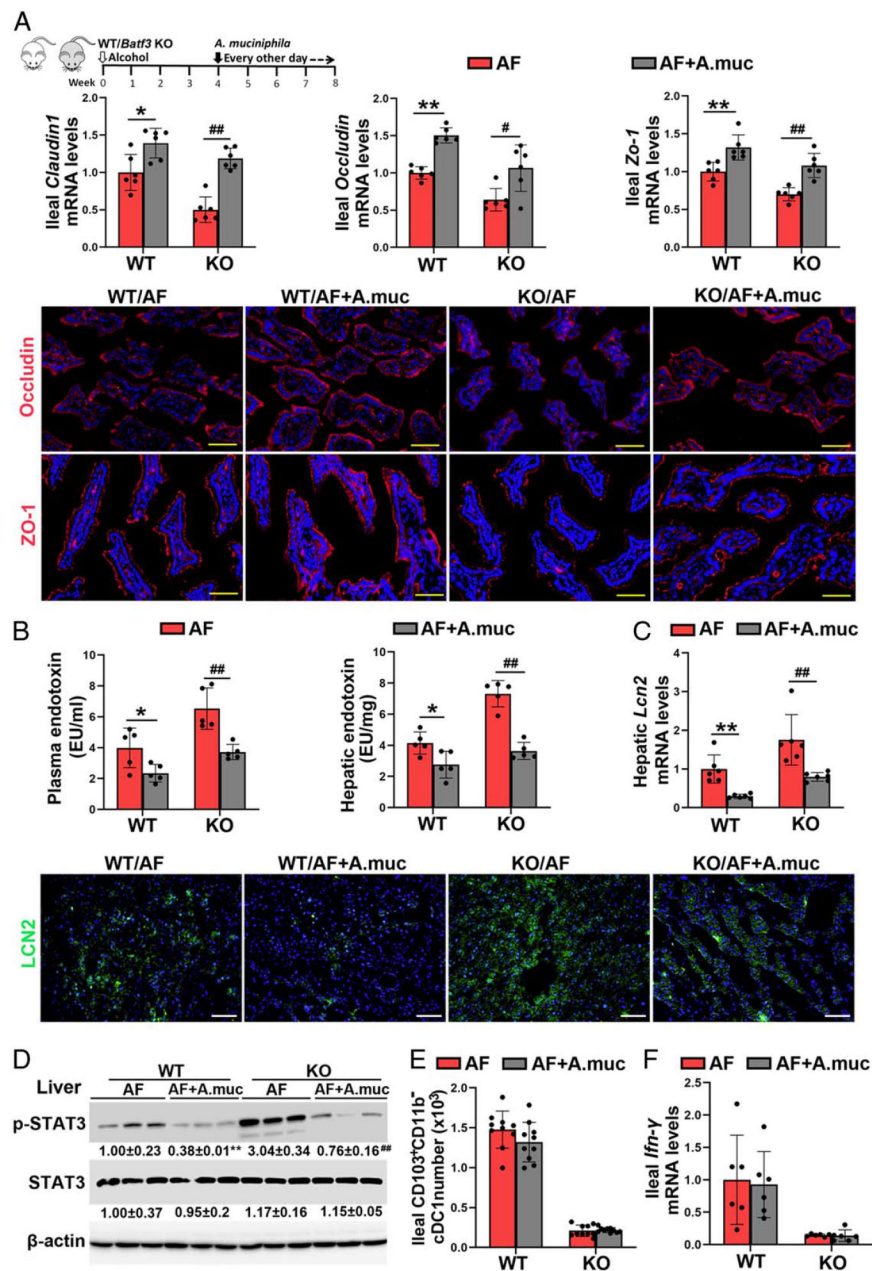 A
WT/Batf3 KO
Alcohol
A. muciniphila
Every other day
Week 0 1 2 3 4 5 6 7 8
AF
AF+A.muc
Ileal Claudin1
mRNA levels
2.0
1.5
1.0
0.5
0.0
*
##
WT KO
Ileal Occludin
mRNA levels
2.0
1.5
1.0
0.5
0.0
**
#
WT KO
Ileal Zo-1
mRNA levels
2.0
1.5
1.0
0.5
0.0
**
##
WT KO
WT/AF WT/AF+A.muc KO/AF KO/AF+A.muc
Occludin
ZO-1
B
AF AF+A.muc
Plasma endotoxin
(EU/ml)
10
8
6
4
2
0
*
##
WT KO
Hepatic endotoxin
(EU/mg)
10
8
6
4
2
0
*
##
WT KO
C
AF AF+A.muc
Hepatic Lcn2
mRNA levels
4
3
2
1
0
**
##
WT KO
WT/AF WT/AF+A.muc KO/AF KO/AF+A.muc
LCN2
D
WT KO
Liver AF AF+A.muc AF AF+A.muc
p-STAT3
1.00±0.23 0.38±0.01** 3.04±0.34 0.76±0.16##
STAT3
1.00±0.37 0.95±0.2 1.17±0.16 1.15±0.05
β-actin
E
AF AF+A.muc
Ileal CD103+CD11b-
cDC1number (x10³)
2.0
1.5
1.0
0.5
0.0
WT KO
F
AF AF+A.muc
Ileal Ifn-γ
mRNA levels
2.5
2.0
1.5
1.0
0.5
0.0
WT KO